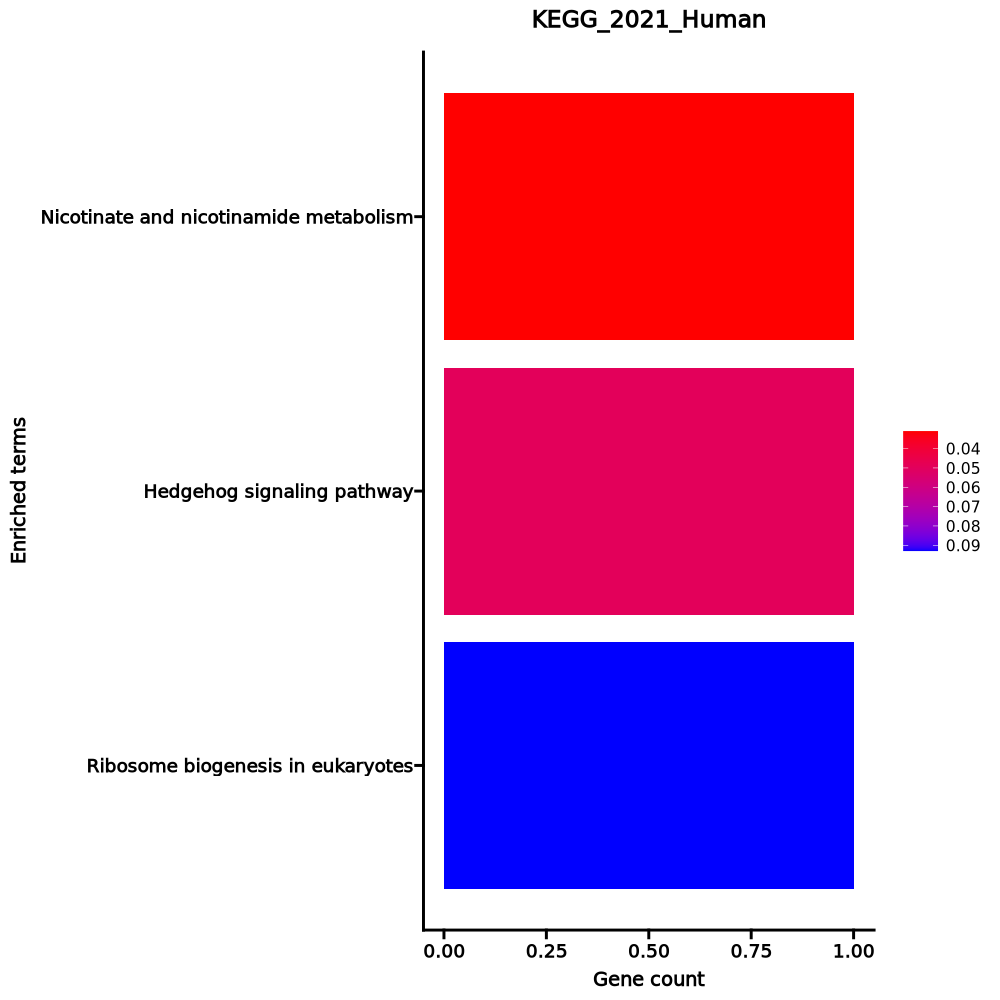 KEGG_2021_Human
Enriched terms
Nicotinate and nicotinamide metabolism
Hedgehog signaling pathway
Ribosome biogenesis in eukaryotes
0.00 0.25 0.50 0.75 1.00
Gene count
0.04
0.05
0.06
0.07
0.08
0.09